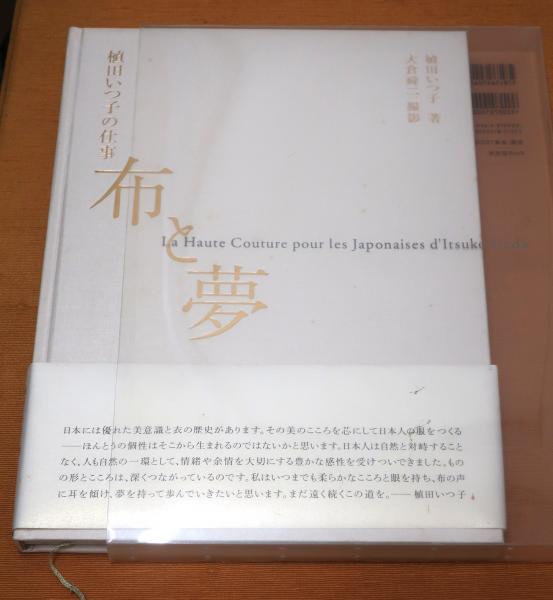 植田いつ子の仕事
布と夢
植田いつ子 著
大倉舜二 撮影
La Haute Couture pour les Japonaises d'Itsuko Ueda
日本には優れた美意識と衣の歴史があります。その美のこころを芯にして日本人の服をつくる
──ほんとうの個性はそこから生まれるのではないかと思います。日本人は自然と対峙すること
なく、人も自然の一環として、情緒や余情を大切にする豊かな感性を受けついできました。もの
の形とこころは、深くつながっているのです。私はいつまでも柔らかなこころと眼を持ち、布の声
に耳を傾け、夢を持って歩んでいきたいと思います。まだ遠く続くこの道を。── 植田いつ子